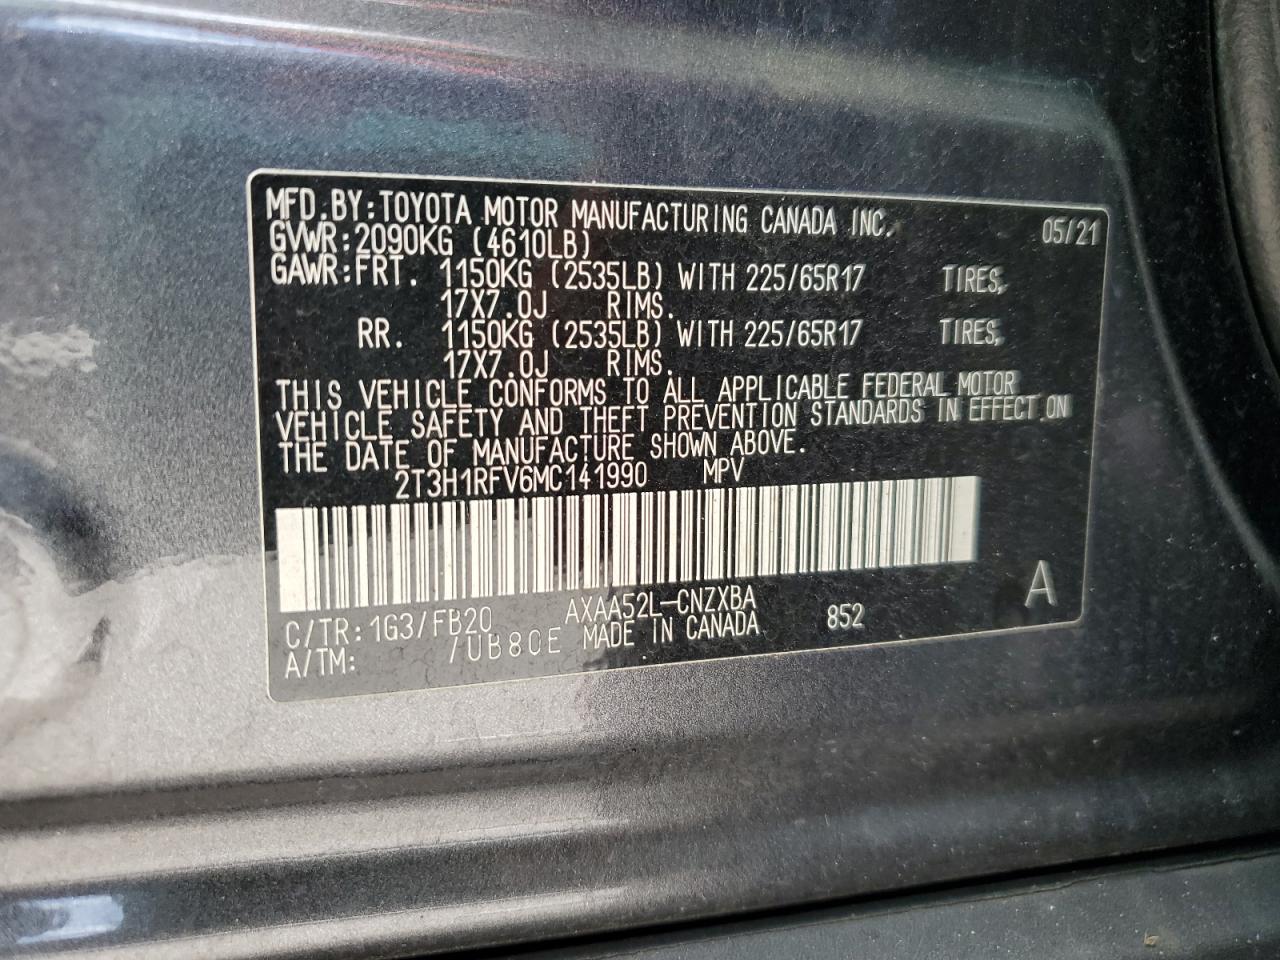 MFD.BY:TOYOTA MOTOR MANUFACTURING CANADA INC. 05/21
GVWR:2090KG (4610LB)
GAWR:FRT. 1150KG (2535LB) WITH 225/65R17 TIRES,
17X7.0J RIMS.
RR. 1150KG (2535LB) WITH 225/65R17 TIRES,
17X7.0J RIMS.
THIS VEHICLE CONFORMS TO ALL APPLICABLE FEDERAL MOTOR
VEHICLE SAFETY AND THEFT PREVENTION STANDARDS IN EFFECT ON
THE DATE OF MANUFACTURE SHOWN ABOVE.
2T3H1RFV6MC141990 MPV
C/TR:1G3/FB20 AXAA52L-CNZXBA 852 A
A/TM: /UB80E MADE IN CANADA